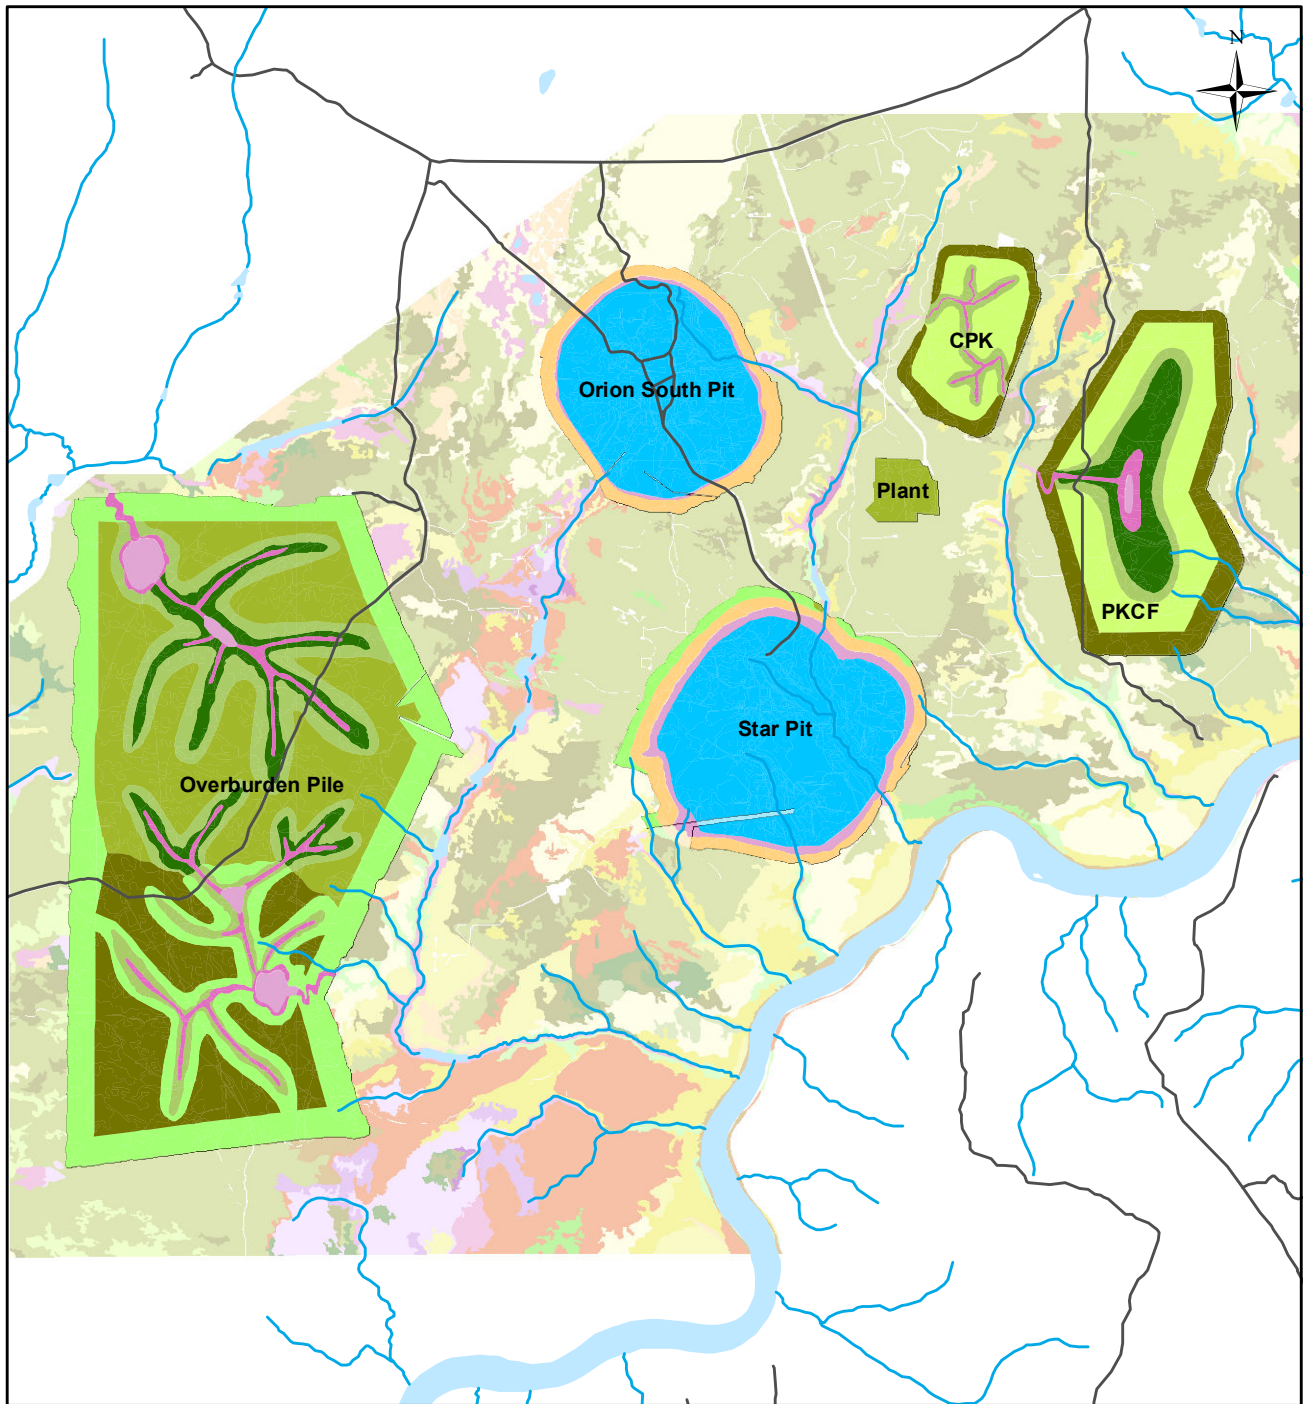 N
CPK
Orion South Pit
Plant
PKCF
Star Pit
Overburden Pile